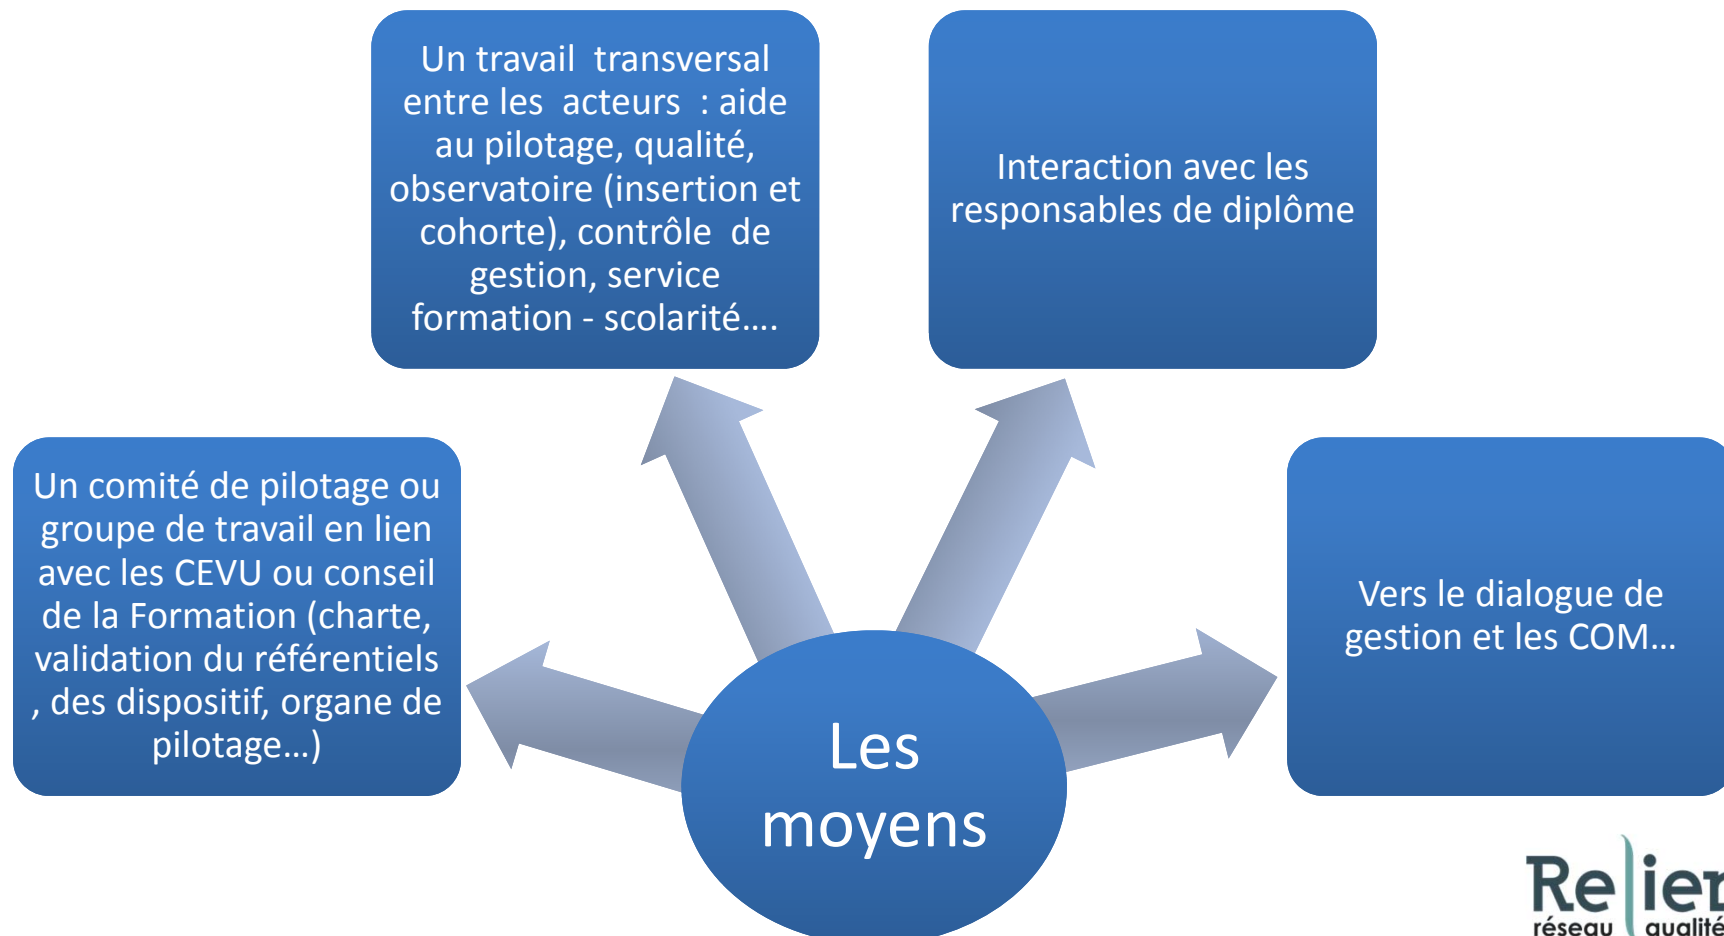 Un travail transversal
entre les acteurs : aide
au pilotage, qualité,
observatoire (insertion et
cohorte), contrôle de
gestion, service
formation - scolarité....
Interaction avec les
responsables de diplôme
Un comité de pilotage ou
groupe de travail en lien
avec les CEVU ou conseil
de la Formation (charte,
validation du référentiels
, des dispositif, organe de
pilotage...)
Vers le dialogue de
gestion et les COM...
Les
moyens
Relier
réseau qualité